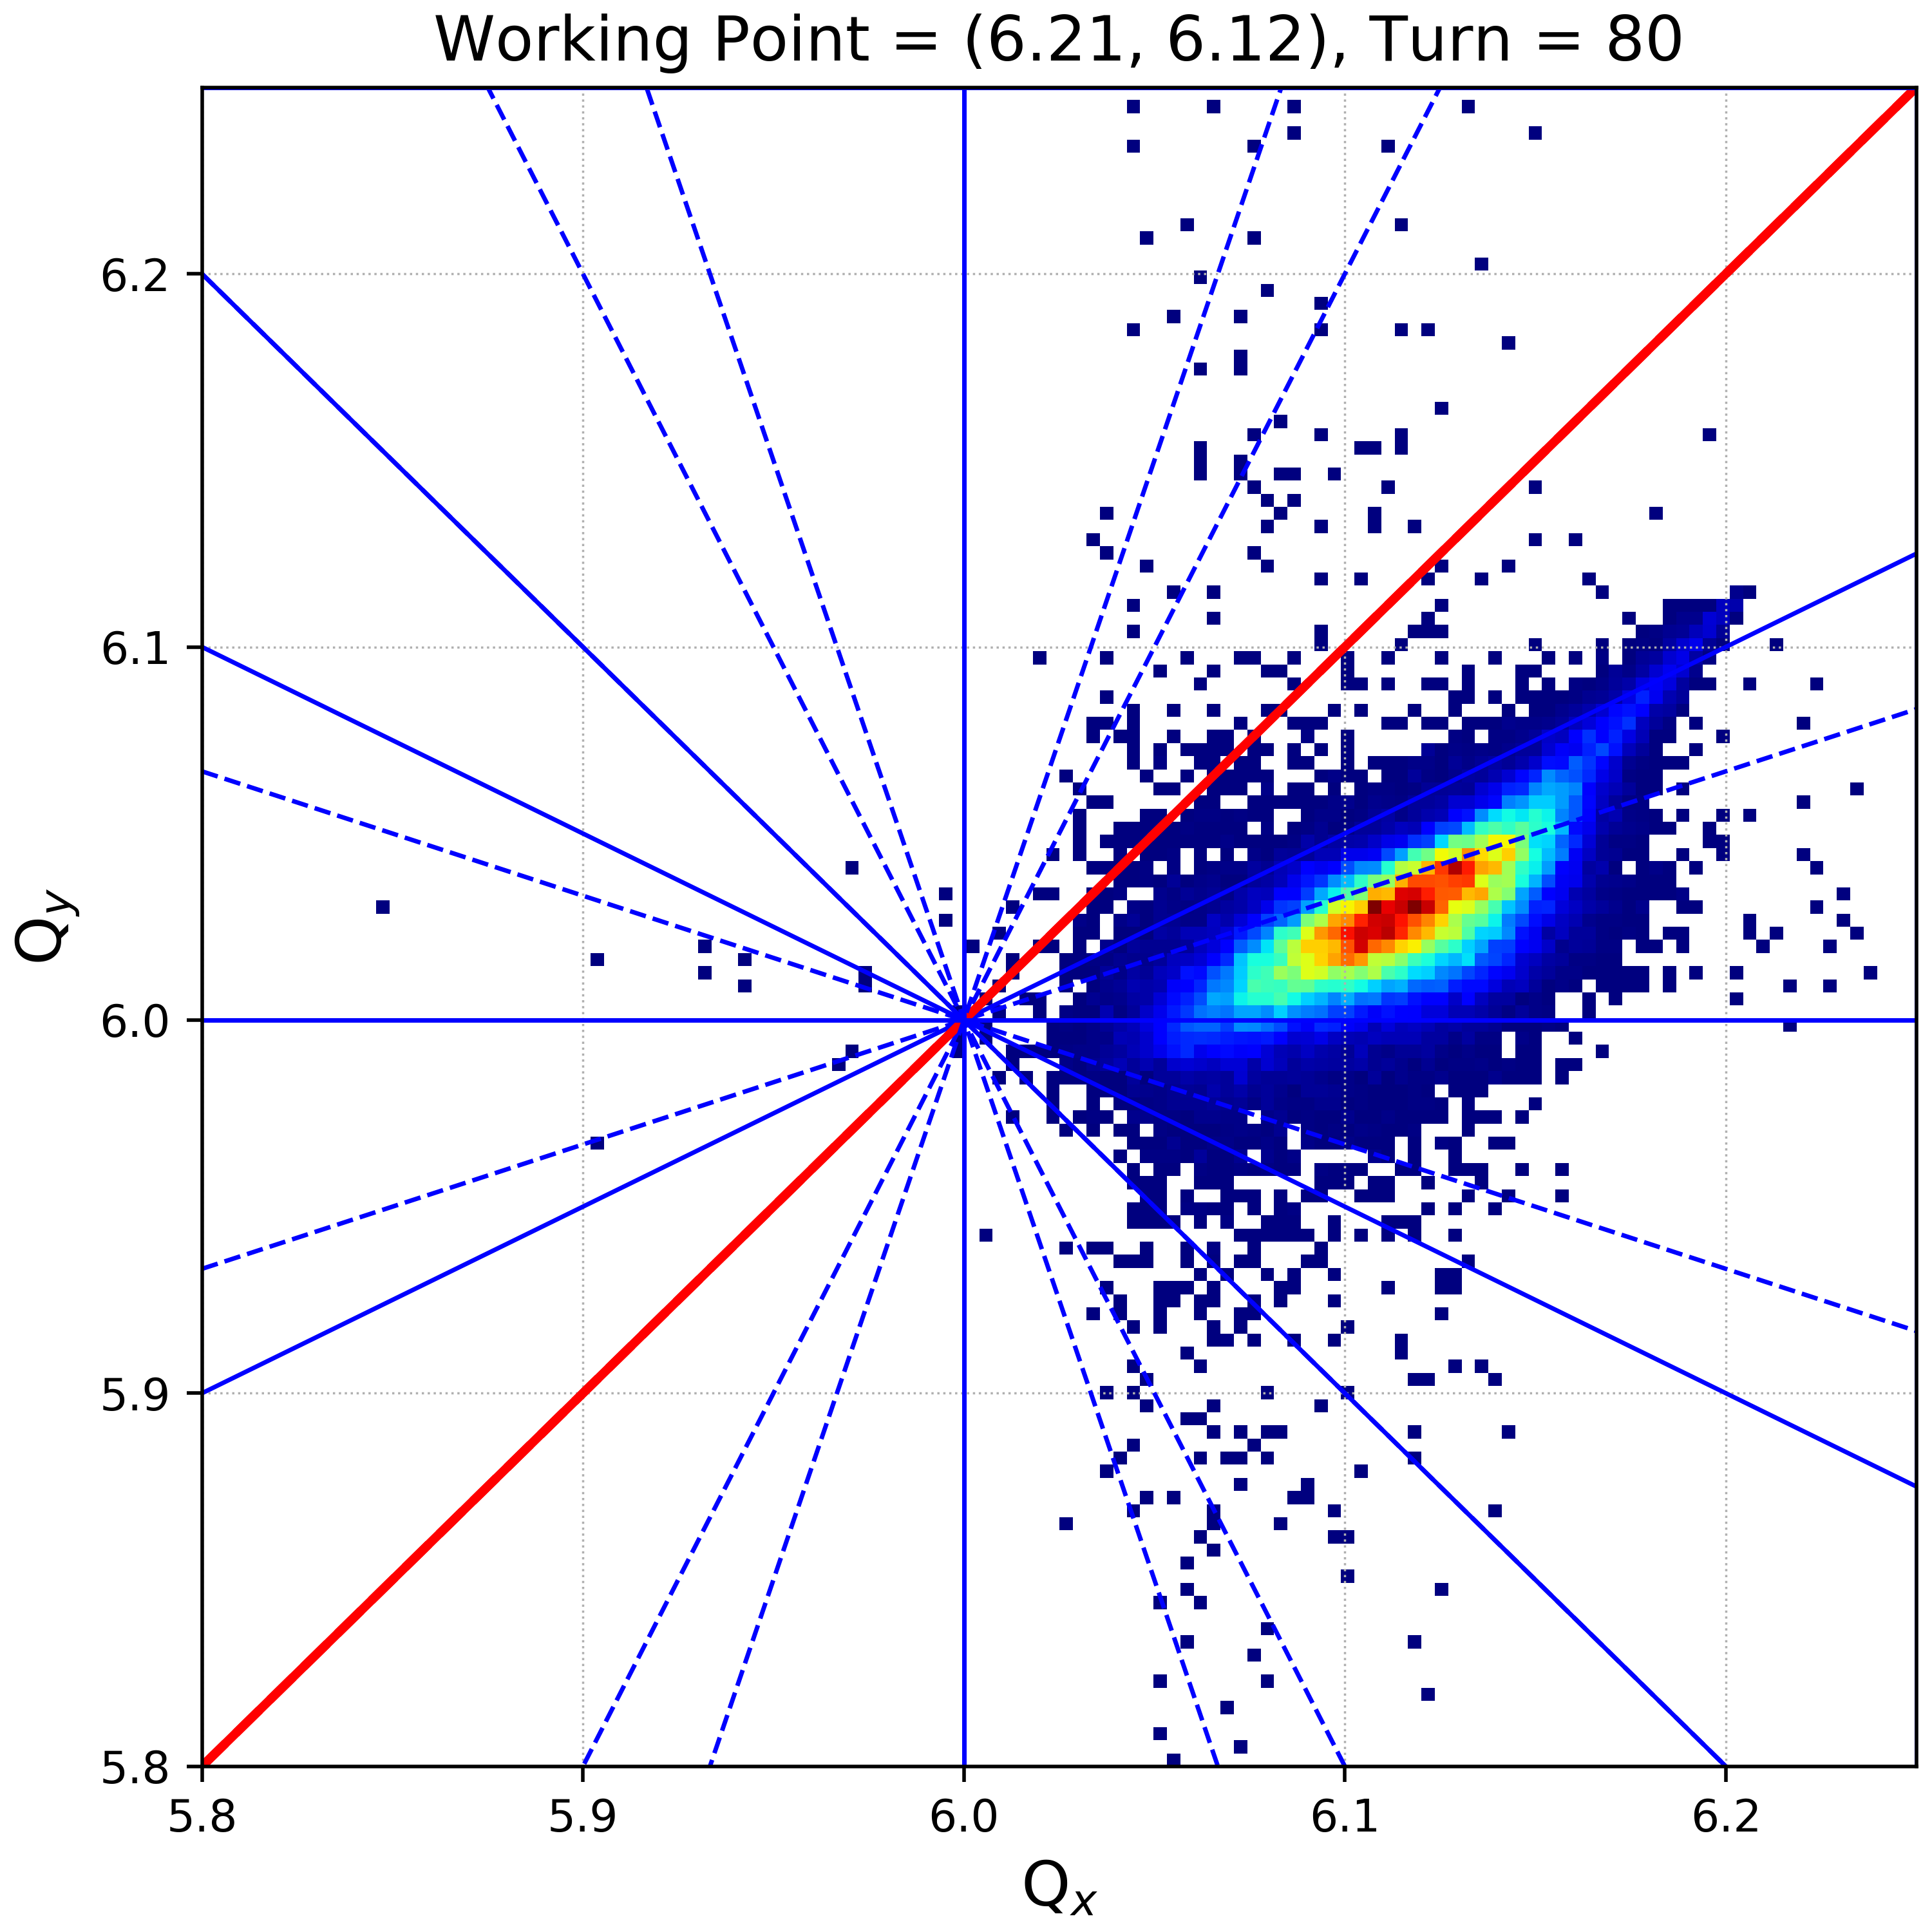 Working Point = (6.21, 6.12), Turn = 80
6.2
6.1
6.0
5.9
5.8
Qy
5.8 5.9 6.0 6.1 6.2
Qx